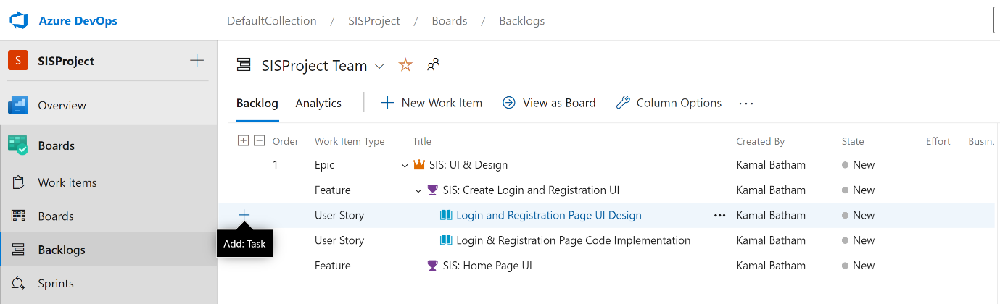 Azure DevOps
DefaultCollection / SISProject / Boards / Backlogs
S SISProject
Overview
Boards
Work items
Boards
Backlogs
Sprints
SISProject Team
Backlog Analytics New Work Item View as Board Column Options
Order Work Item Type Title Created By State Effort Busin.
1 Epic SIS: UI & Design Kamal Batham New
Feature SIS: Create Login and Registration UI Kamal Batham New
User Story Login and Registration Page UI Design Kamal Batham New
Add: Task
User Story Login & Registration Page Code Implementation Kamal Batham New
Feature SIS: Home Page UI Kamal Batham New